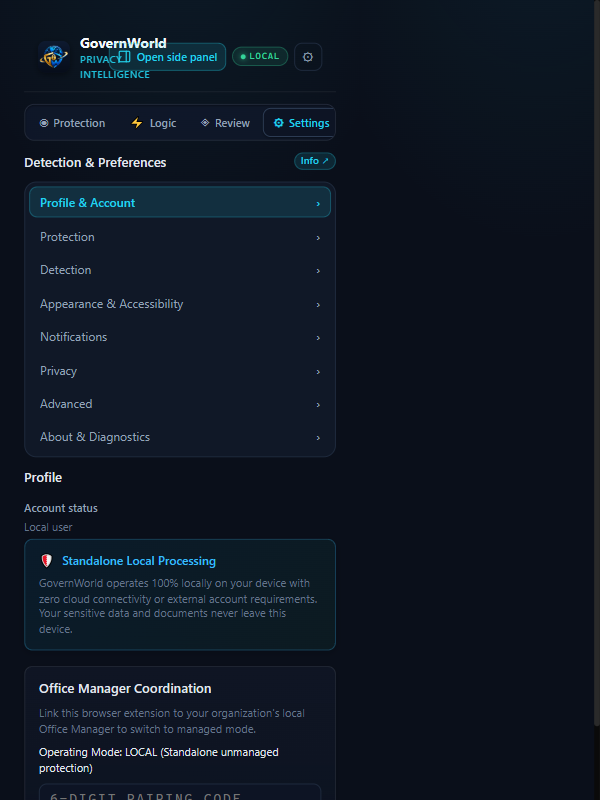 GovernWorld
PRIVACY
INTELLIGENCE
Open side panel
LOCAL
Protection
Logic
Review
Settings
Detection & Preferences
Info ↗
Profile & Account ›
Protection ›
Detection ›
Appearance & Accessibility ›
Notifications ›
Privacy ›
Advanced ›
About & Diagnostics ›
Profile
Account status
Local user
Standalone Local Processing
GovernWorld operates 100% locally on your device with
zero cloud connectivity or external account requirements.
Your sensitive data and documents never leave this
device.
Office Manager Coordination
Link this browser extension to your organization's local
Office Manager to switch to managed mode.
Operating Mode: LOCAL (Standalone unmanaged
protection)
6-DIGIT PAIRING CODE